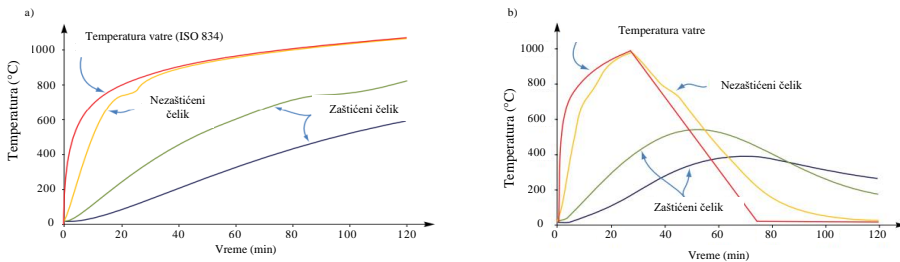 a)
Temperatura (°C)
1000
800
600
400
200
0
Temperatura vatre (ISO 834)
Nezaštićeni
čelik
Zaštićeni čelik
0
20
40
60
80
100
120
Vreme (min)
b)
Temperatura (°C)
1000
800
600
400
200
0
Temperatura vatre
Nezaštićeni
čelik
Zaštićeni čelik
0
20
40
60
80
100
120
Vreme (min)